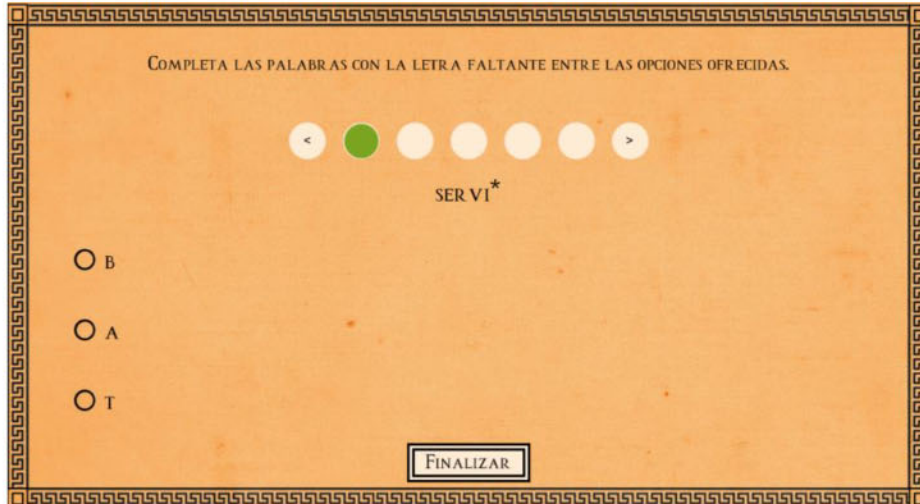 Completa las palabras con la letra faltante entre las opciones ofrecidas.
< >
SERVI*
B
A
T
Finalizar